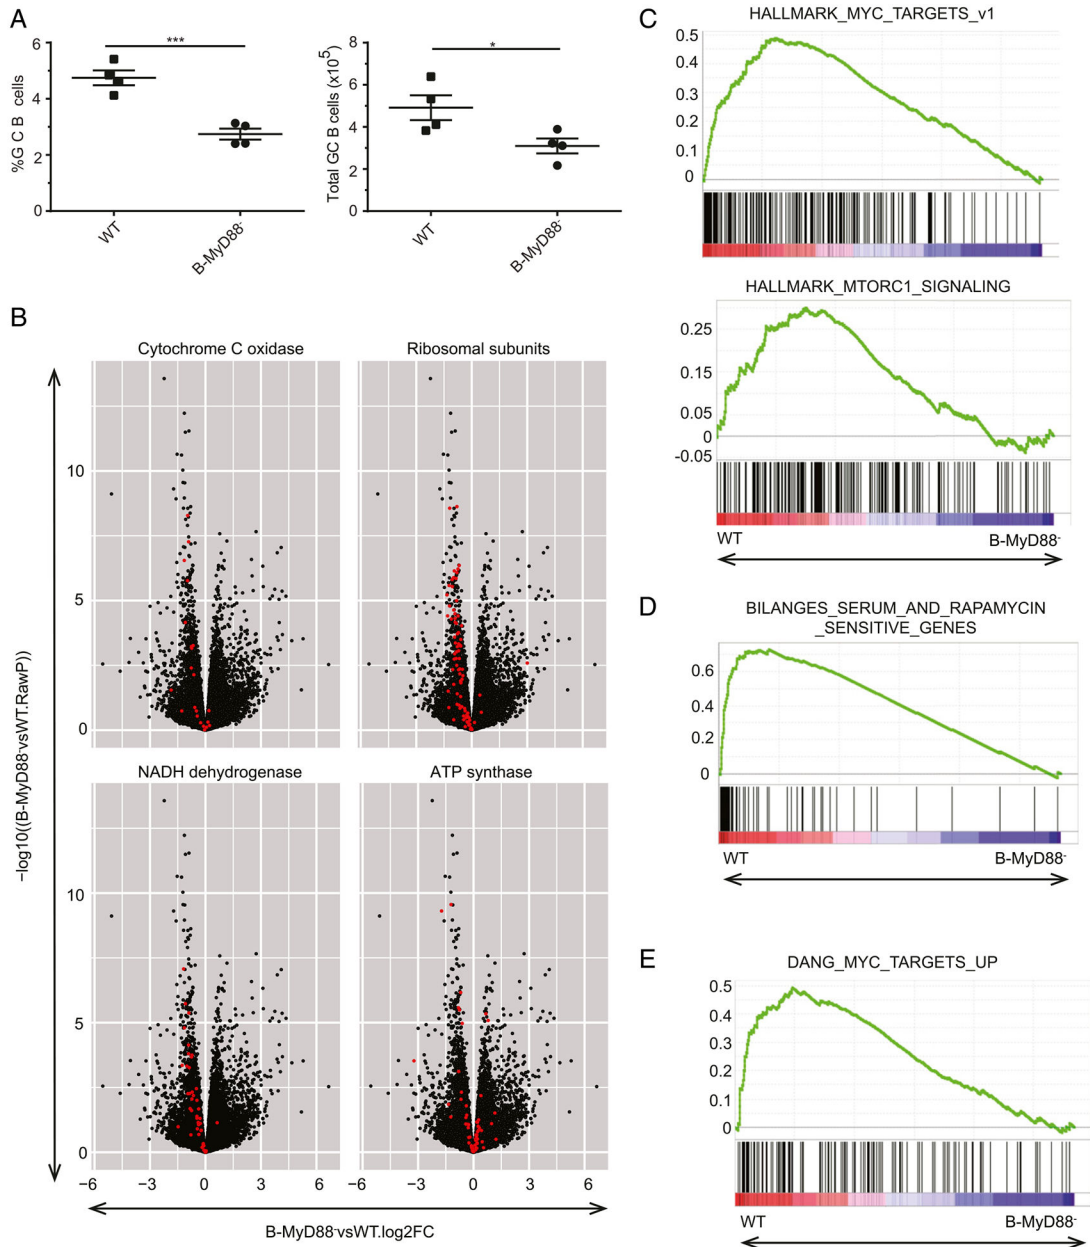 A
%G C B cells
6
4
2
0
***
WT
B-MyD88-
Total GC B cells (x10⁵)
8
6
4
2
0
*
WT
B-MyD88-
B
Cytochrome C oxidase
Ribosomal subunits
NADH dehydrogenase
ATP synthase
−log10((B-MyD88-vsWT.RawP))
10
5
0
10
5
0
−6
−3
0
3
6
−6
−3
0
3
6
B-MyD88-vsWT.log2FC
C
HALLMARK_MYC_TARGETS_v1
0.5
0.4
0.3
0.2
0.1
0
HALLMARK_MTORC1_SIGNALING
0.25
0.15
0.05
0
-0.05
WT
B-MyD88-
D
BILANGES_SERUM_AND_RAPAMYCIN
_SENSITIVE_GENES
0.6
0.4
0.2
0
WT
B-MyD88-
E
DANG_MYC_TARGETS_UP
0.5
0.4
0.3
0.2
0.1
0
WT
B-MyD88-